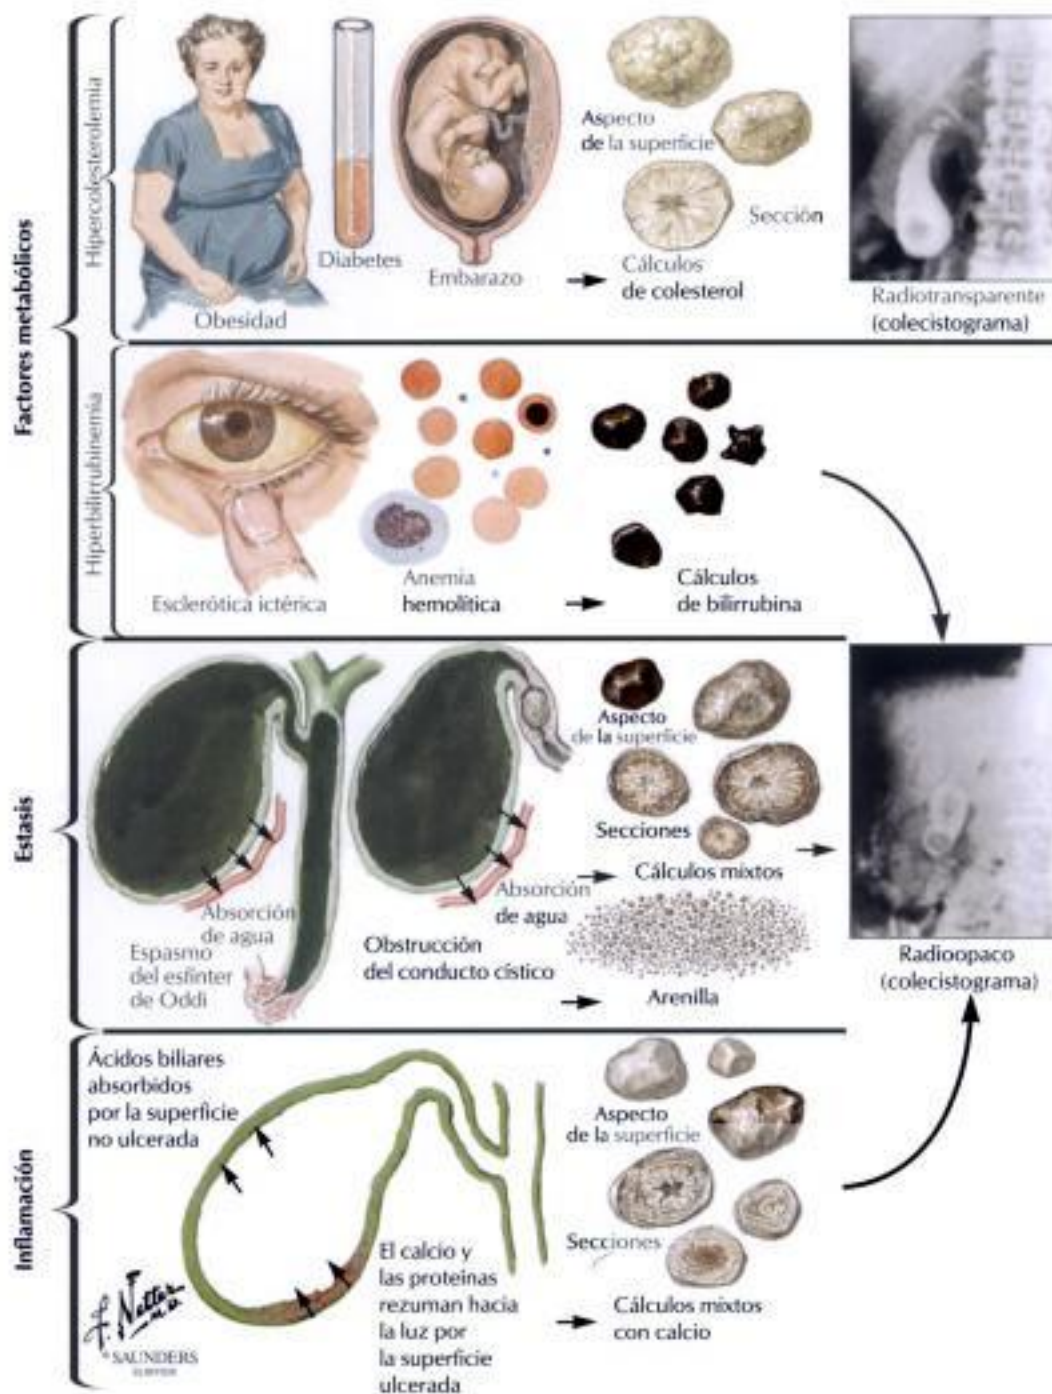 Factores metabólicos
Hipercolesterolemia
Obesidad
Diabetes
Embarazo
Aspecto
de la superficie
Sección
Cálculos
de colesterol
Radiotransparente
(colecistograma)
Hiperbilirrubinemia
Esclerótica ictérica
Anemia
hemolítica
Cálculos
de bilirrubina
Estasis
Absorción
de agua
Espasmo
del esfínter
de Oddi
Absorción
de agua
Obstrucción
del conducto cístico
Aspecto
de la superficie
Secciones
Cálculos mixtos
Arenilla
Radioopaco
(colecistograma)
Inflamación
Ácidos biliares
absorbidos
por la superficie
no ulcerada
El calcio y
las proteínas
rezuman hacia
la luz por
la superficie
ulcerada
Aspecto
de la superficie
Secciones
Cálculos mixtos
con calcio
F. Netter
M.D.
© SAUNDERS
ELSEVIER